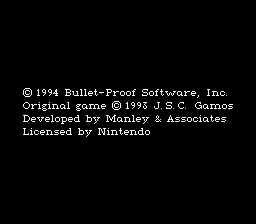 © 1994 Bullet-Proof Software, Inc.
Original game © 1993 J.S.C. Gamos
Developed by Manley & Associates
Licensed by Nintendo